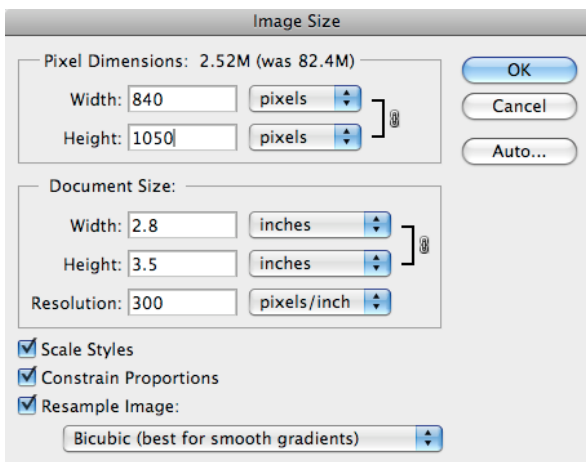 Image Size
Pixel Dimensions: 2.52M (was 82.4M)
Width: 840 pixels
Height: 1050 pixels
OK
Cancel
Auto...
Document Size:
Width: 2.8 inches
Height: 3.5 inches
Resolution: 300 pixels/inch
Scale Styles
Constrain Proportions
Resample Image:
Bicubic (best for smooth gradients)